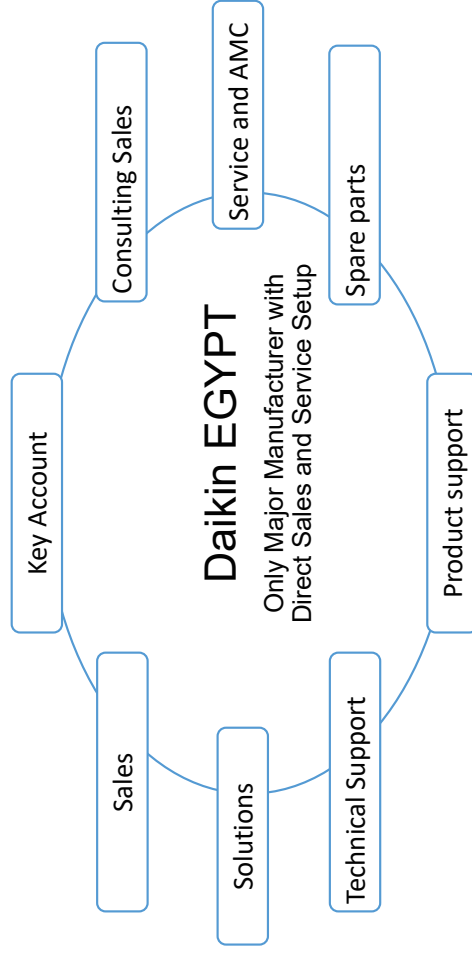 Key Account
Sales
Consulting Sales
Solutions
Daikin EGYPT
Only Major Manufacturer with
Direct Sales and Service Setup
Service and AMC
Technical Support
Spare parts
Product support